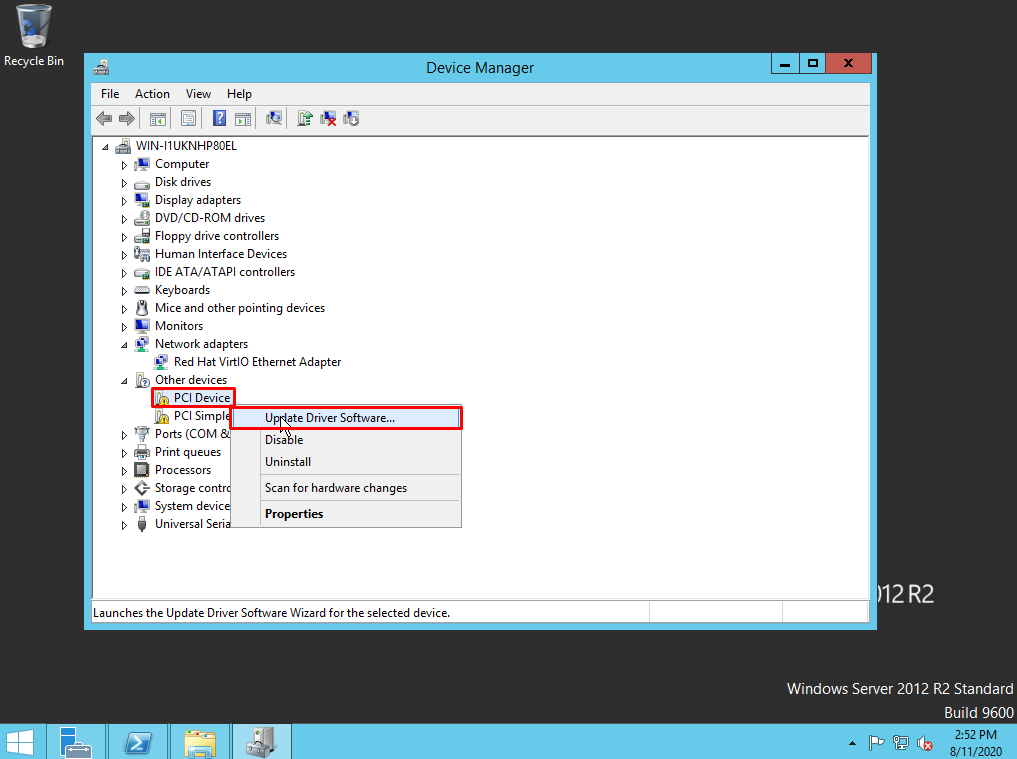 Recycle Bin
Device Manager
File Action View Help
WIN-I1UKNHP80EL
Computer
Disk drives
Display adapters
DVD/CD-ROM drives
Floppy drive controllers
Human Interface Devices
IDE ATA/ATAPI controllers
Keyboards
Mice and other pointing devices
Monitors
Network adapters
Red Hat VirtIO Ethernet Adapter
Other devices
PCI Device
PCI Simple
Update Driver Software...
Ports (COM &
Disable
Print queues
Uninstall
Processors
Storage contro
Scan for hardware changes
System device
Properties
Universal Seria
012 R2
Launches the Update Driver Software Wizard for the selected device.
Windows Server 2012 R2 Standard
Build 9600
2:52 PM
8/11/2020